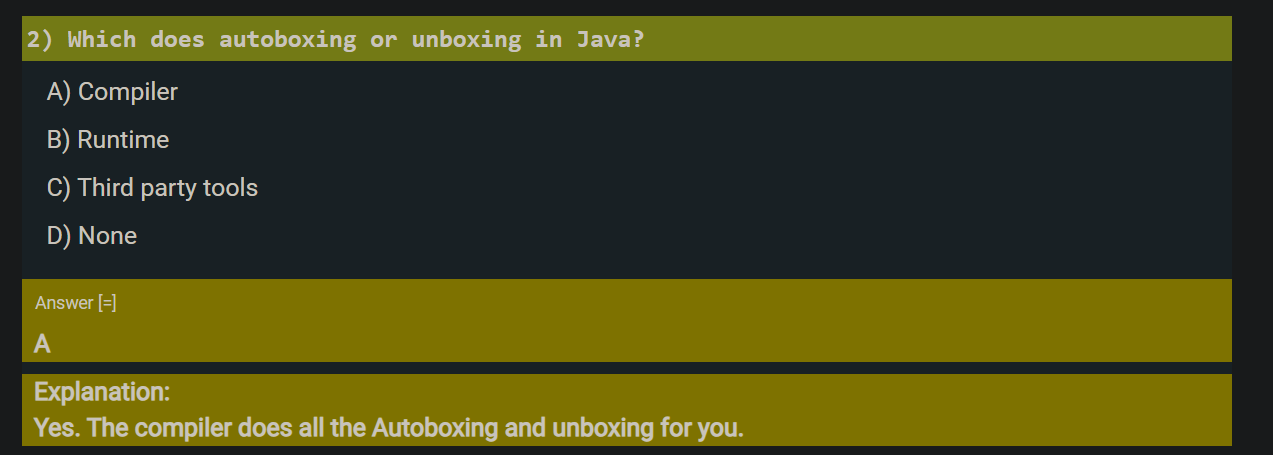 2) Which does autoboxing or unboxing in Java?
A) Compiler
B) Runtime
C) Third party tools
D) None
Answer [=]
A
Explanation:
Yes. The compiler does all the Autoboxing and unboxing for you.